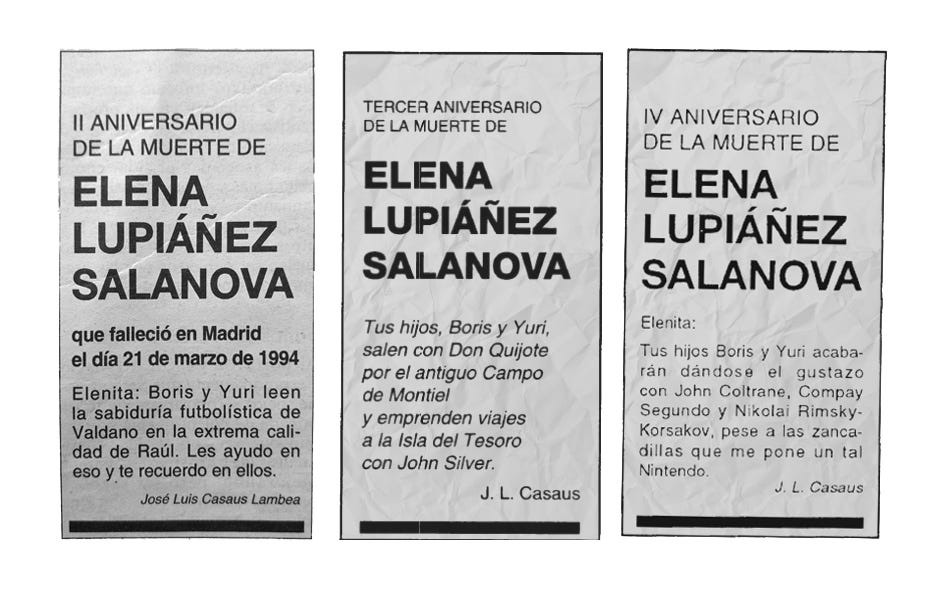 II ANIVERSARIO
DE LA MUERTE DE
ELENA
LUPIÁÑEZ
SALANOVA
que falleció en Madrid
el día 21 de marzo de 1994
Elenita: Boris y Yuri leen
la sabiduría futbolística de
Valdano en la extrema cali-
dad de Raúl. Les ayudo en
eso y te recuerdo en ellos.
José Luis Casaus Lambea
TERCER ANIVERSARIO
DE LA MUERTE DE
ELENA
LUPIÁÑEZ
SALANOVA
Tus hijos, Boris y Yuri,
salen con Don Quijote
por el antiguo Campo
de Montiel
y emprenden viajes
a la Isla del Tesoro
con John Silver.
J. L. Casaus
IV ANIVERSARIO
DE LA MUERTE DE
ELENA
LUPIÁÑEZ
SALANOVA
Elenita:
Tus hijos Boris y Yuri acaba-
rán dándose el gustazo
con John Coltrane, Compay
Segundo y Nikolai Rimsky-
Korsakov, pese a las zanca-
dillas que me pone un tal
Nintendo.
J. L. Casaus